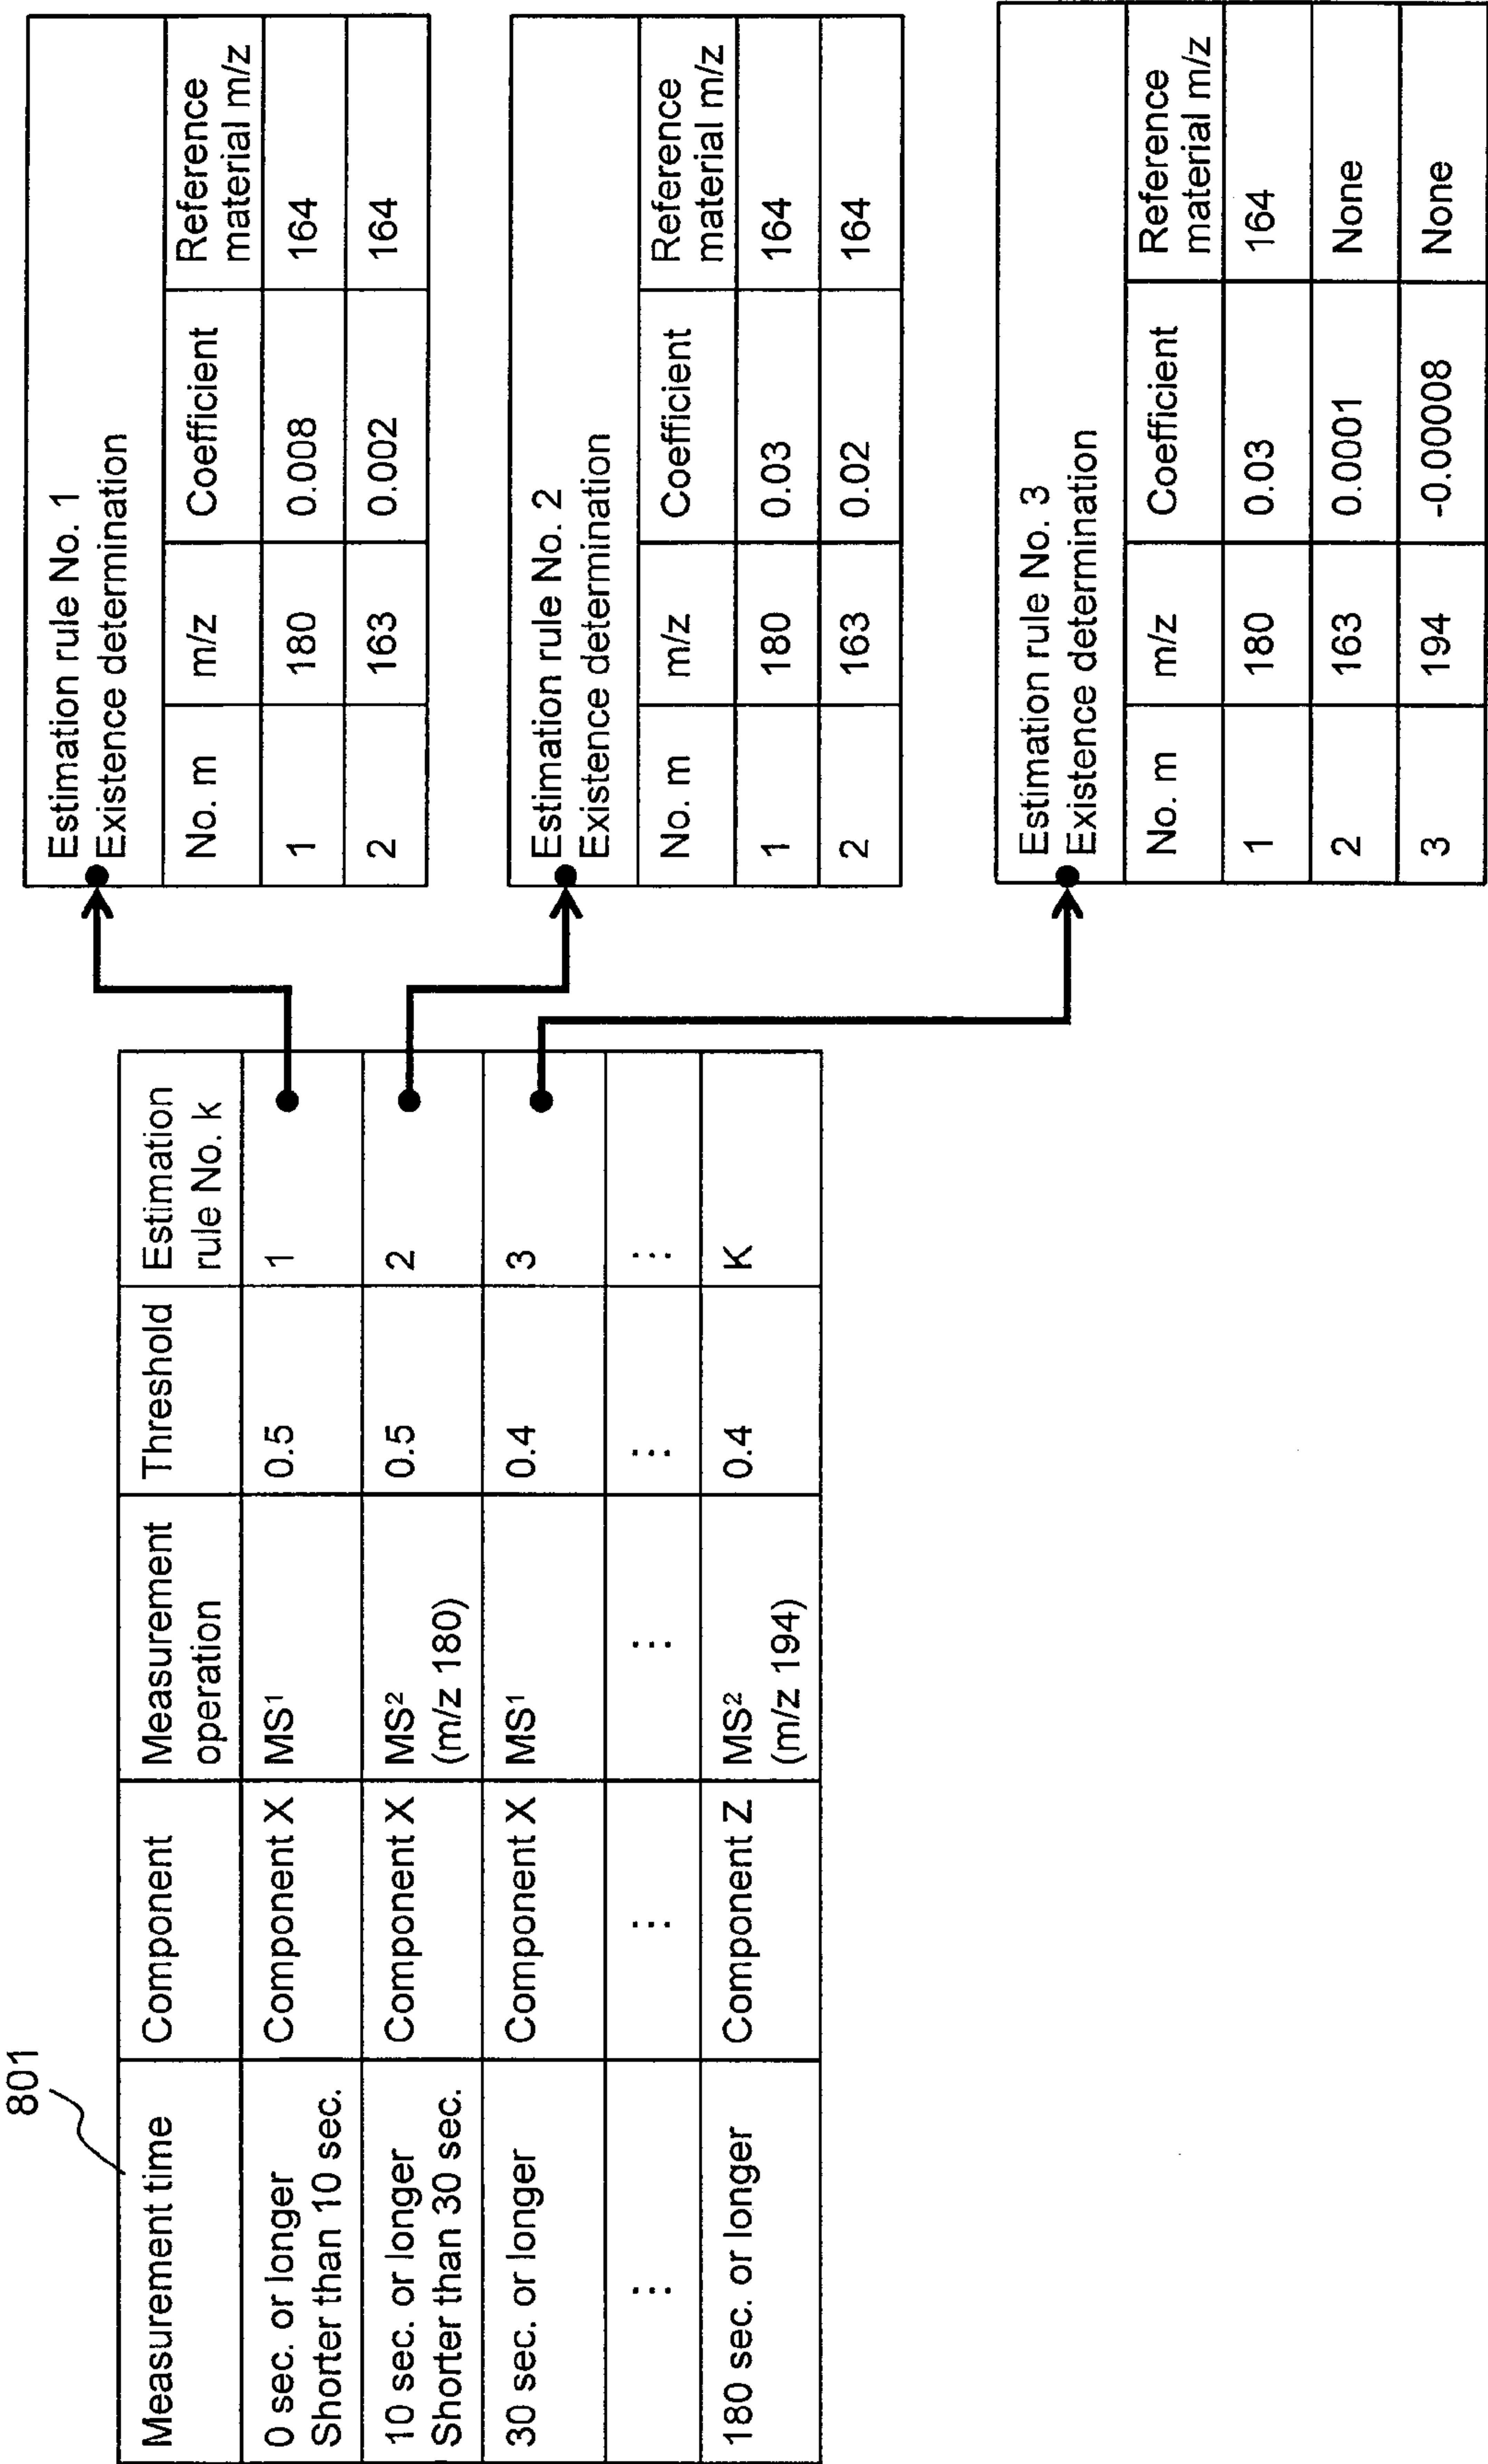 801
Measurement time
Component
Measurement
operation
Threshold
Estimation
rule No. k
0 sec. or longer
Shorter than 10 sec.
Component X
MS¹
0.5
1
10 sec. or longer
Shorter than 30 sec.
Component X
MS²
(m/z 180)
0.5
2
30 sec. or longer
Component X
MS¹
0.4
3
...
...
...
...
...
180 sec. or longer
Component Z
MS²
(m/z 194)
0.4
K
Estimation rule No. 1
Existence determination
No. m
m/z
Coefficient
Reference
material m/z
1
180
0.008
164
2
163
0.002
164
Estimation rule No. 2
Existence determination
No. m
m/z
Coefficient
Reference
material m/z
1
180
0.03
164
2
163
0.02
164
Estimation rule No. 3
Existence determination
No. m
m/z
Coefficient
Reference
material m/z
1
180
0.03
164
2
163
0.0001
None
3
194
-0.00008
None